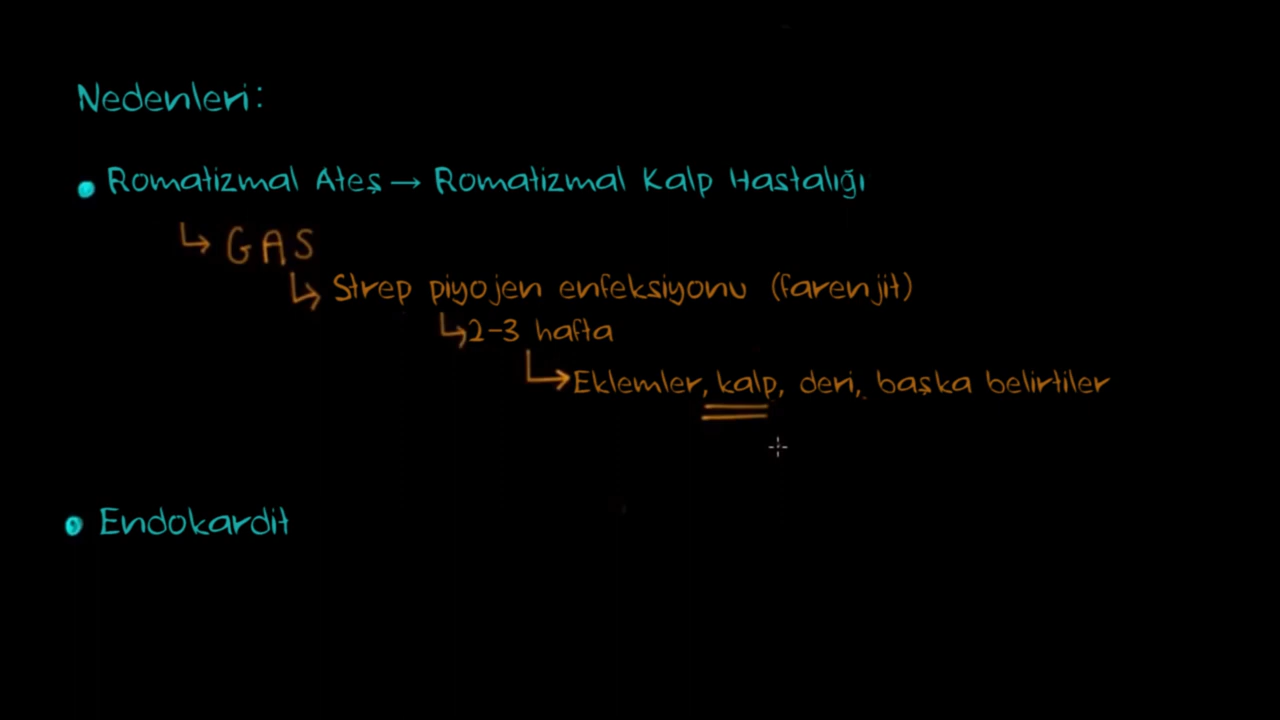 Nedenleri:
Romatizmal Ateş → Romatizmal Kalp Hastalığı
↳ GAS
↳ Strep piyojen enfeksiyonu (farenjit)
↳ 2-3 hafta
↳ Eklemler, kalp, deri, başka belirtiler
Endokardit